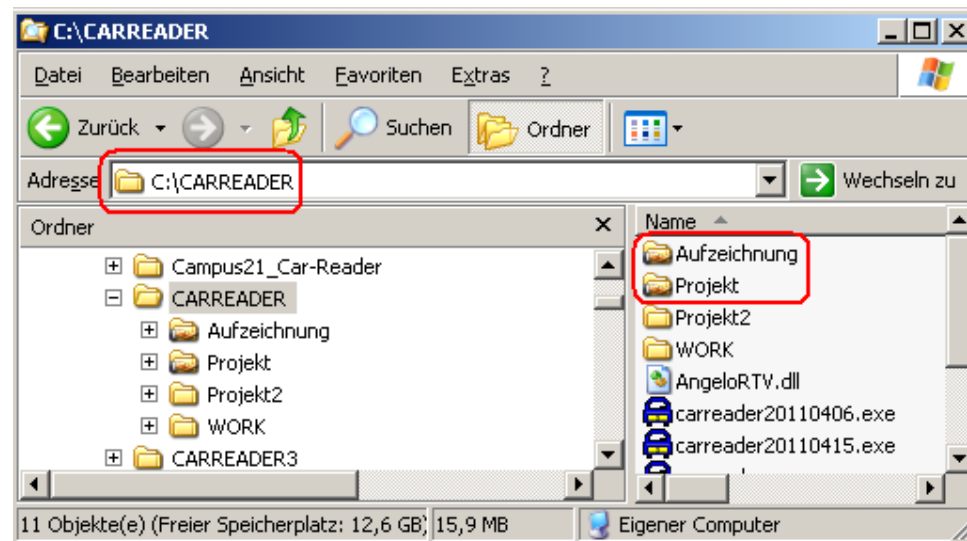 C:\CARREADER
Datei Bearbeiten Ansicht Favoriten Extras ?
Zurück Suchen Ordner
Adresse C:\CARREADER Wechseln zu
Ordner
Campus21_Car-Reader
CARREADER
Aufzeichnung
Projekt
Projekt2
WORK
CARREADER3
Name
Aufzeichnung
Projekt
Projekt2
WORK
AngeloRTV.dll
carreader20110406.exe
carreader20110415.exe
11 Objekte(e) (Freier Speicherplatz: 12,6 GB) 15,9 MB Eigener Computer